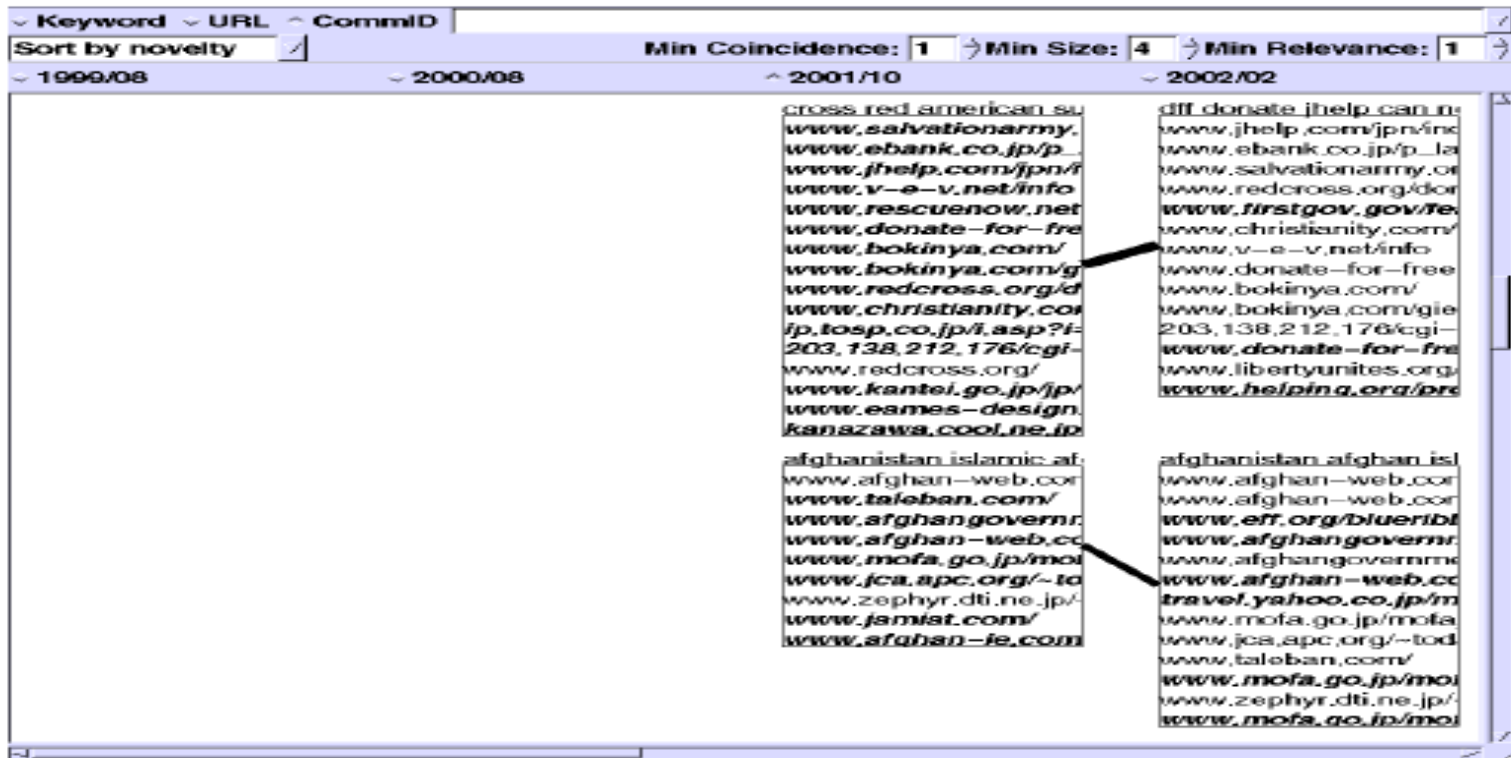 Keyword URL CommID
Sort by novelty Min Coincidence: 1 Min Size: 4 Min Relevance: 1
1999/08 2000/08 2001/10 2002/02
cross red american su
www.salvationarmy.
www.ebank.co.jp/p_
www.jhelp.com/jpn/
www.v-e-v.net/info
www.rescuenow.net
www.donate-for-fre
www.bokinya.com/
www.bokinya.com/g
www.redcross.org/d
www.christianity.co
jp.tosp.co.jp/i.asp?i=
203.138.212.176/cgi-
www.redcross.org/
www.kantei.go.jp/jp/
www.eames-design.
kanazawa.cool.ne.jp
afghanistan islamic af
www.afghan-web.co
www.taleban.com/
www.afghangovern
www.afghan-web.co
www.mofa.go.jp/mo
www.jca.apc.org/~to
www.zephyr.dti.ne.jp/
www.jamiat.com/
www.afghan-ie.com
dff donate jhelp can n
www.jhelp.com/jpn/in
www.ebank.co.jp/p_la
www.salvationarmy.or
www.redcross.org/do
www.firstgov.gov/fe
www.christianity.com/
www.v-e-v.net/info
www.donate-for-free
www.bokinya.com/
www.bokinya.com/gie
203.138.212.176/cgi-
www.donate-for-fre
www.libertyunites.org/
www.helping.org/pro
afghanistan afghan isl
www.afghan-web.co
www.afghan-web.co
www.eff.org/bluerib
www.afghangovern
www.afghangovernme
www.afghan-web.co
travel.yahoo.co.jp/m
www.mofa.go.jp/mofa
www.jca.apc.org/~tod
www.taleban.com/
www.mofa.go.jp/mo
www.zephyr.dti.ne.jp/
www.mofa.go.jp/mo